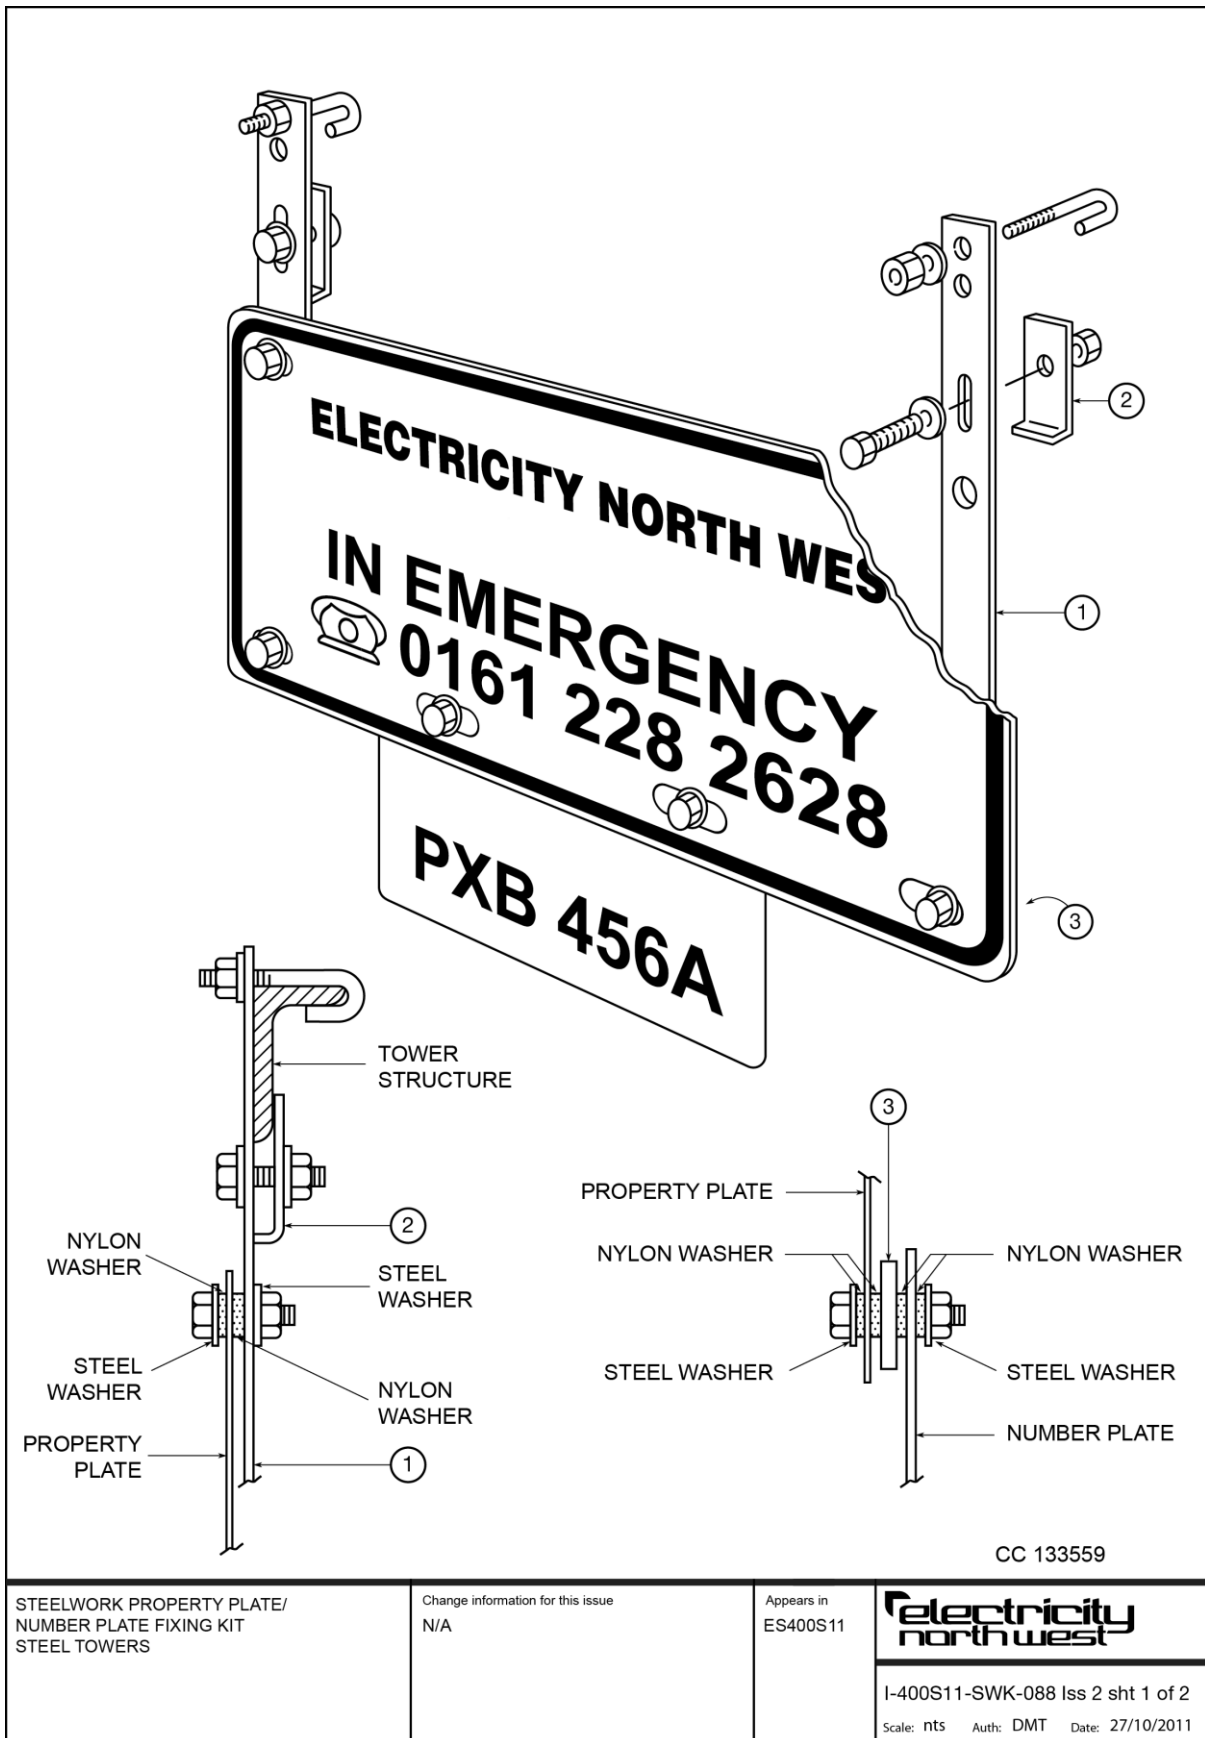 2
1
ELECTRICITY NORTH WES
IN EMERGENCY
0161 228 2628
3
PXB 456A
TOWER
STRUCTURE
2
NYLON
WASHER
STEEL
WASHER
STEEL
WASHER
NYLON
WASHER
PROPERTY
PLATE
1
3
PROPERTY PLATE
NYLON WASHER
NYLON WASHER
STEEL WASHER
STEEL WASHER
NUMBER PLATE
CC 133559
STEELWORK PROPERTY PLATE/
NUMBER PLATE FIXING KIT
STEEL TOWERS
Change information for this issue
N/A
Appears in
ES400S11
electricity
northwest
I-400S11-SWK-088 Iss 2 sht 1 of 2
Scale: nts Auth: DMT Date: 27/10/2011